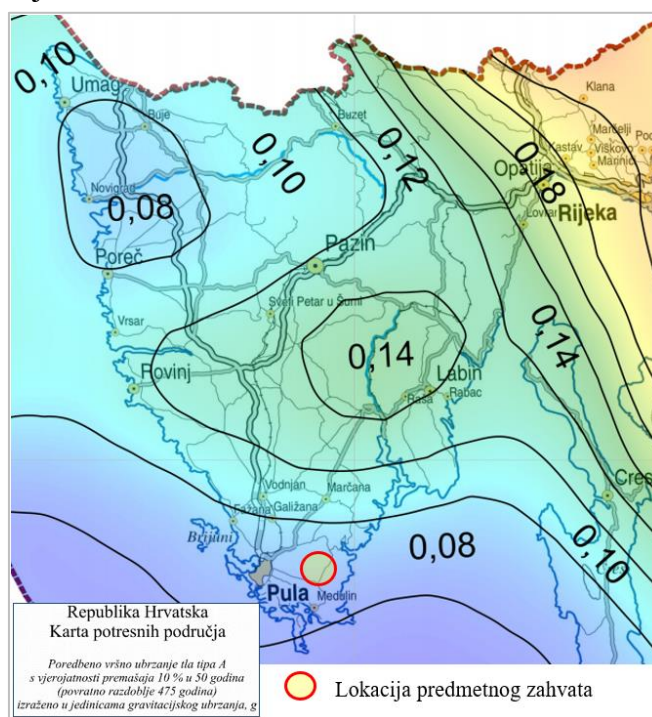 0,10
Umag
Buje
Buzet
Klana
0,10
0,12
Marčelji
Viškovo
Kastav
Marinić
Opatija
0,18
Rijeka
Lovran
Novigrad
0,08
Pazin
Poreč
Sveti Petar u Šumi
Vrsar
0,14
0,14
Rovinj
Labin
Raša
Rabac
Cres
Vodnjan
Marčana
Galižana
Fažana
Brijuni
0,08
0,10
Pula
Medulin
Republika Hrvatska
Karta potresnih područja
Poredbeno vršno ubrzanje tla tipa A
s vjerojatnosti premašaja 10 % u 50 godina
(povratno razdoblje 475 godina)
izraženo u jedinicama gravitacijskog ubrzanja, g
Lokacija predmetnog zahvata